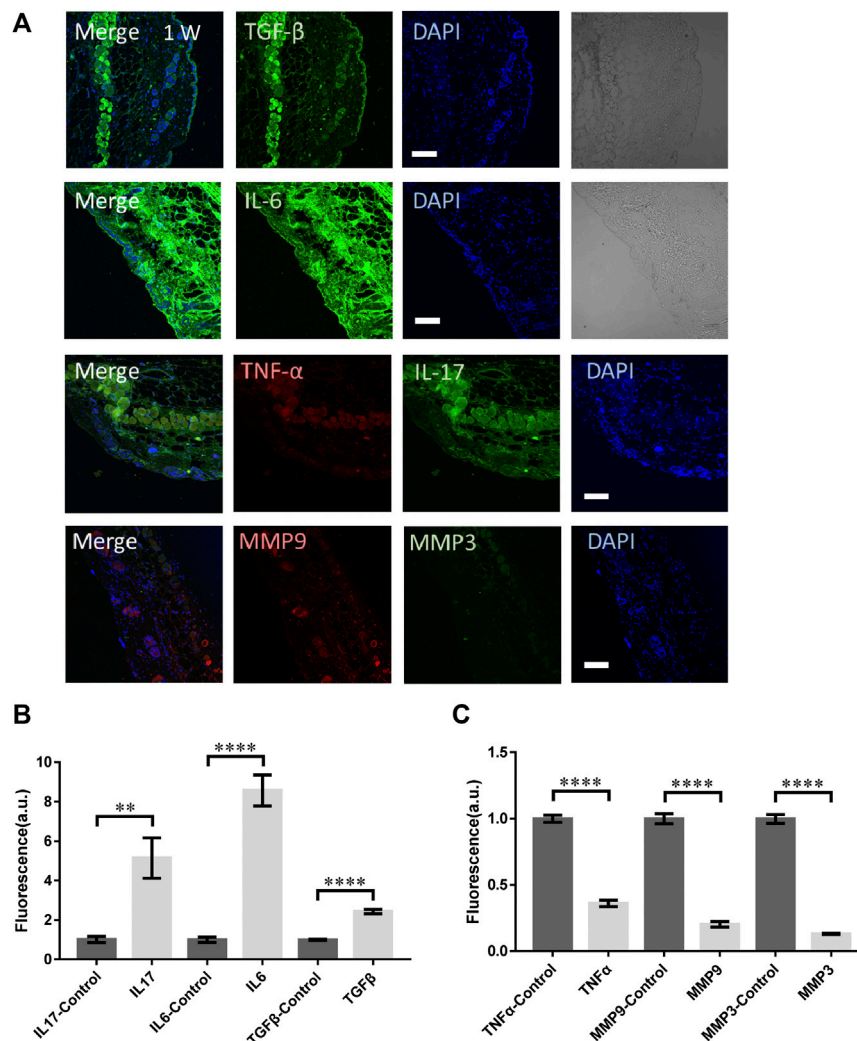 A
Merge 1 W TGF-β DAPI
Merge IL-6 DAPI
Merge TNF-α IL-17 DAPI
Merge MMP9 MMP3 DAPI
B
Fluorescence(a.u.)
10
8
6
4
2
0
**
****
****
IL17-Control
IL17
IL6-Control
IL6
TGFβ-Control
TGFβ
C
Fluorescence(a.u.)
1.5
1.0
0.5
0.0
****
****
****
TNFα-Control
TNFα
MMP9-Control
MMP9
MMP3-Control
MMP3